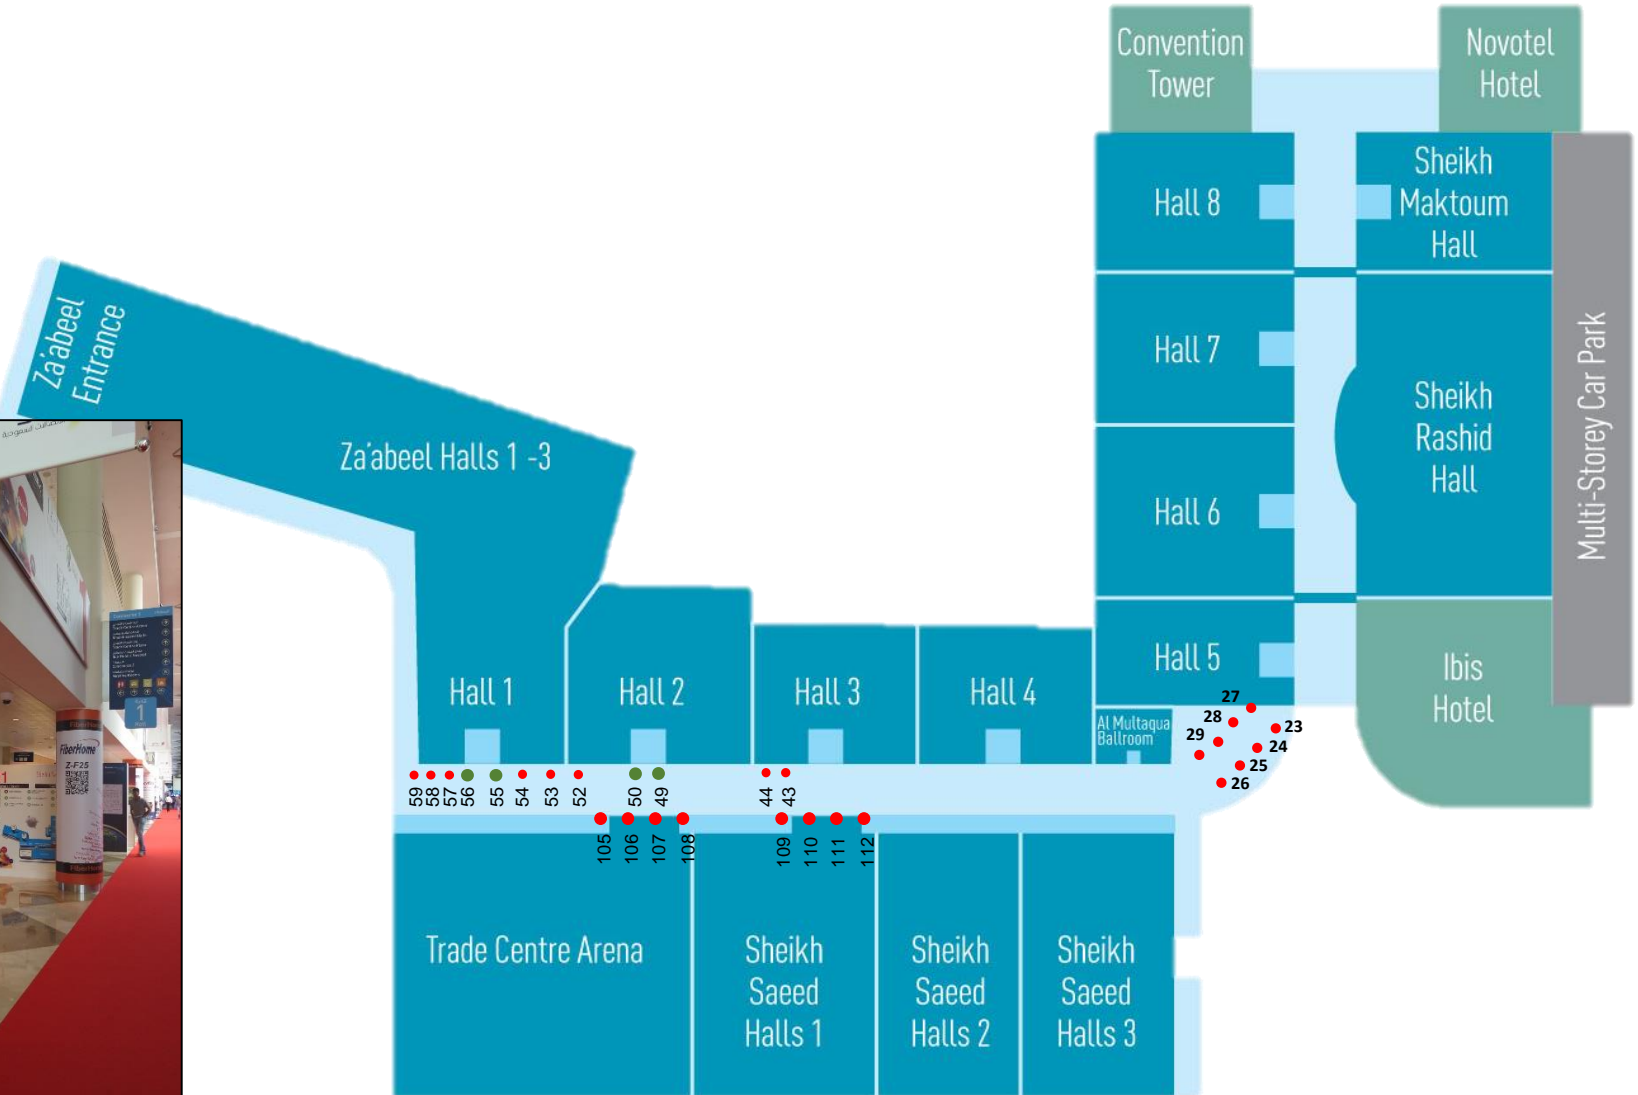 Convention
Tower
Novotel
Hotel
Hall 8
Sheikh
Maktoum
Hall
Hall 7
Sheikh
Rashid
Hall
Multi-Storey Car Park
Hall 6
Hall 5
Ibis
Hotel
Za'abeel
Entrance
Za'abeel Halls 1 -3
Hall 1
Hall 2
Hall 3
Hall 4
Al Multaqua
Ballroom
27
28
29
23
24
25
26
59
58
57
56
55
54
53
52
50
49
44
43
105
106
107
108
109
110
111
112
Trade Centre Arena
Sheikh
Saeed
Halls 1
Sheikh
Saeed
Halls 2
Sheikh
Saeed
Halls 3
1
FiberHome
Z-F25
1